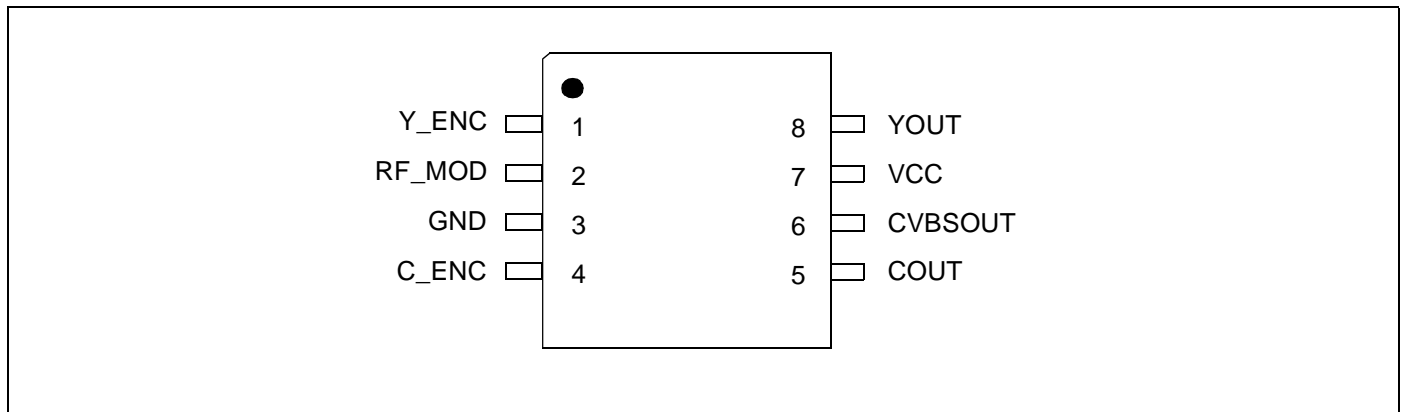 Y_ENC 1 8 YOUT
RF_MOD 2 7 VCC
GND 3 6 CVBSOUT
C_ENC 4 5 COUT